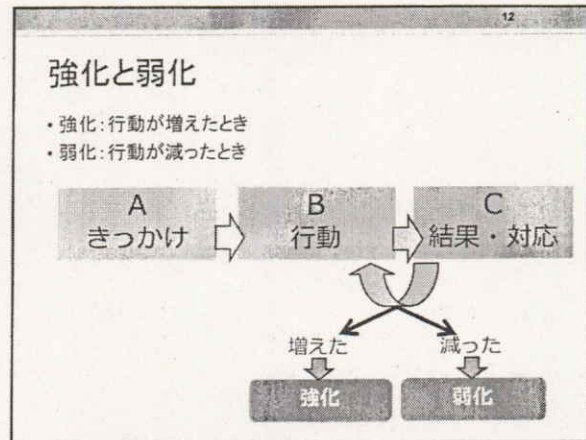 12
強化と弱化
・強化：行動が増えたとき
・弱化：行動が減ったとき
A
きっかけ
B
行動
C
結果・対応
増えた
減った
強化
弱化